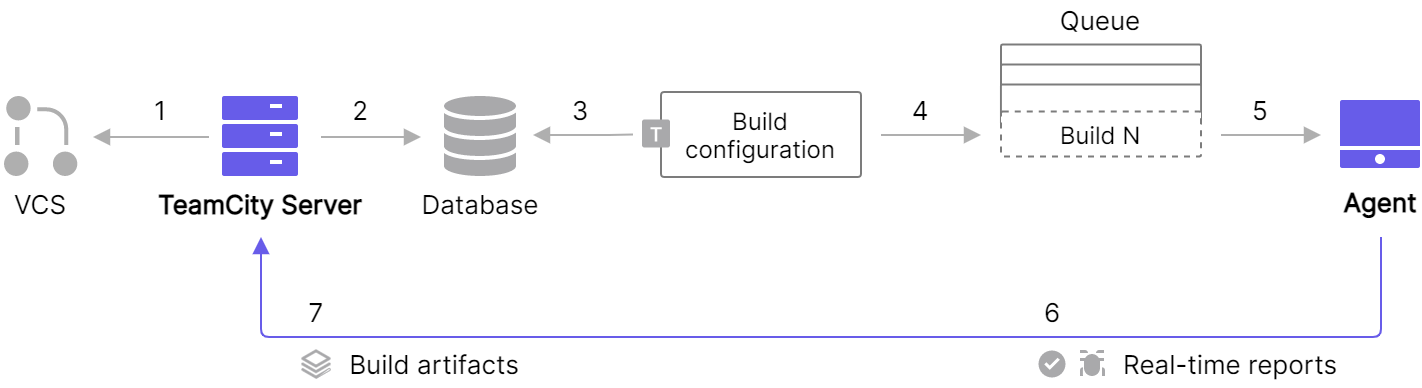 Queue
1
2
3
4
5
T
Build
configuration
Build N
VCS
TeamCity Server
Database
Agent
7
6
Build artifacts
Real-time reports